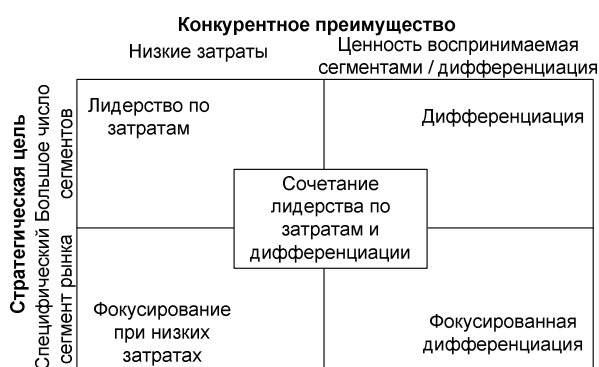 Конкурентное преимущество
Низкие затраты
Ценность воспринимаемая
сегментами / дифференциация
Стратегическая цель
Большое число
сегментов
Специфический
сегмент рынка
Лидерство по
затратам
Дифференциация
Сочетание
лидерства по
затратам и
дифференциации
Фокусирование
при низких
затратах
Фокусированная
дифференциация